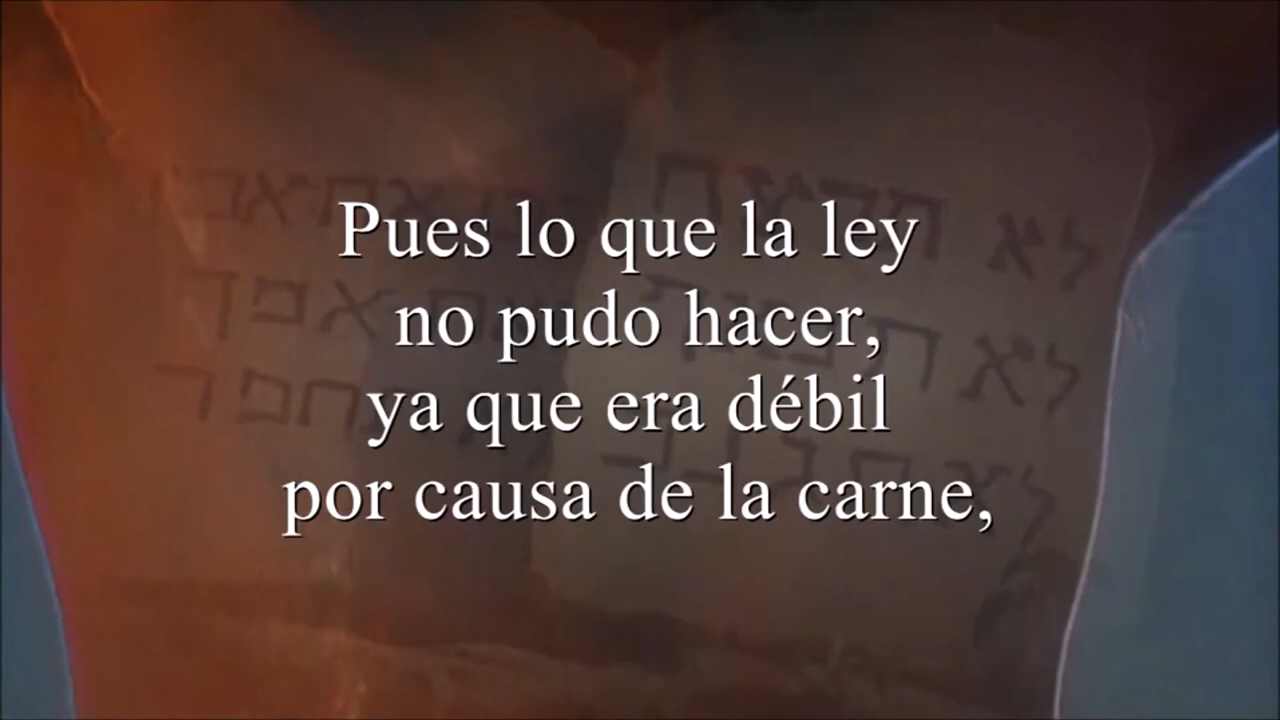 Pues lo que la ley
no pudo hacer,
ya que era débil
por causa de la carne,